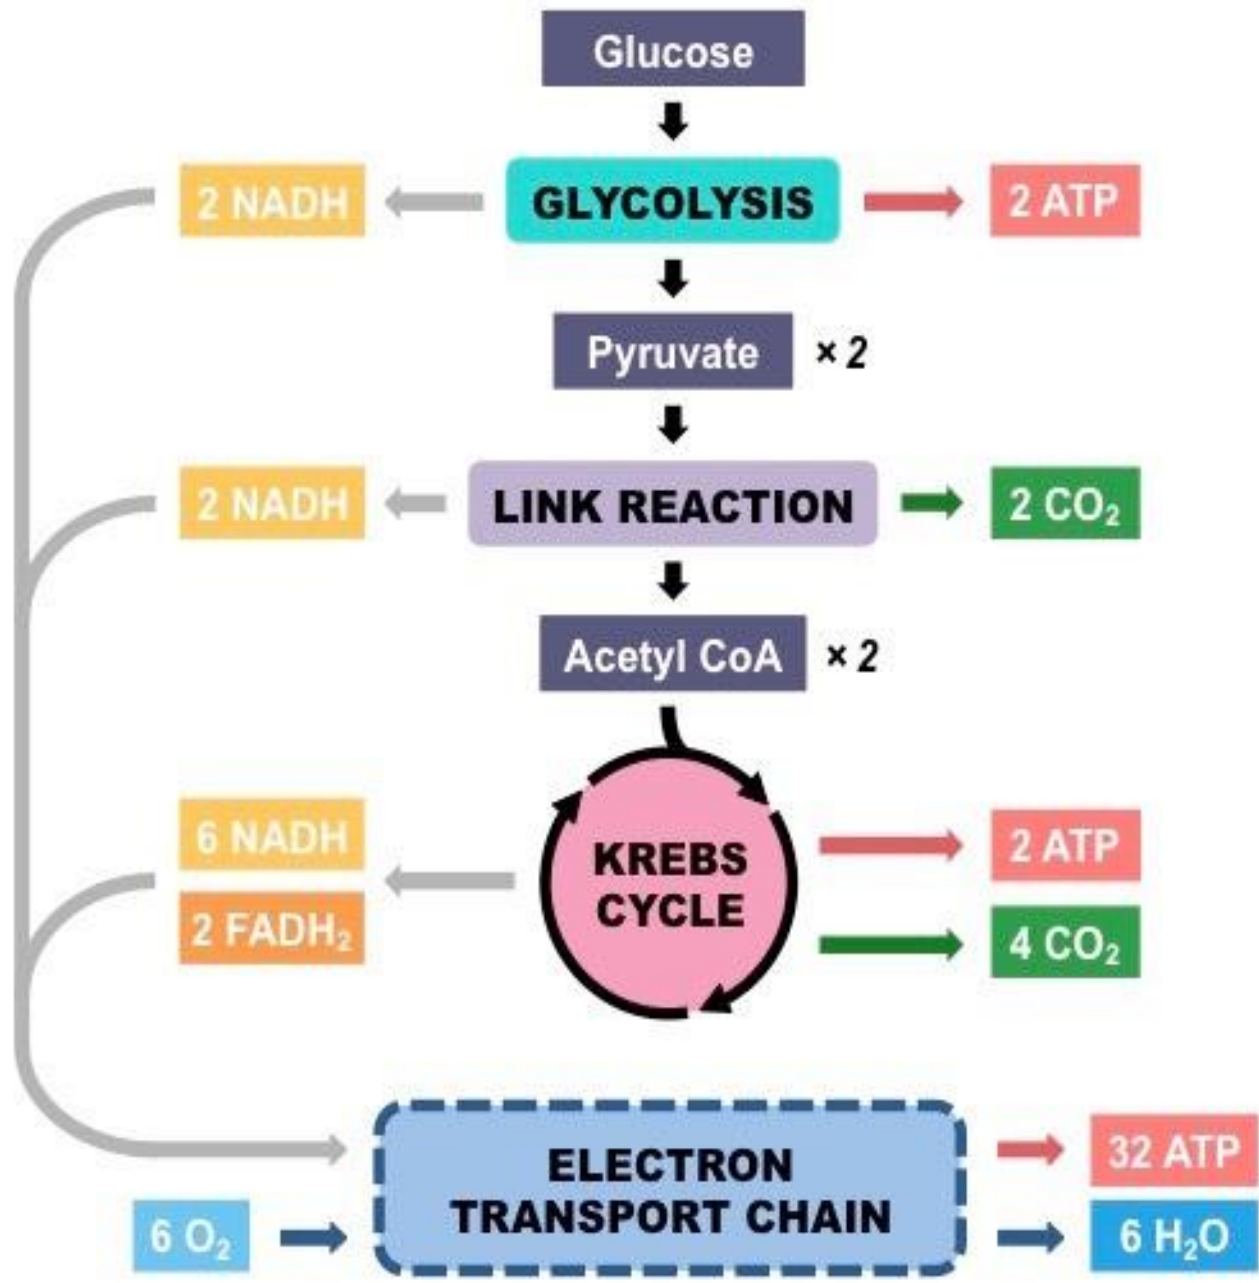 Glucose
2 NADH
GLYCOLYSIS
2 ATP
Pyruvate
× 2
2 NADH
LINK REACTION
2 CO₂
Acetyl CoA
× 2
6 NADH
2 FADH₂
KREBS
CYCLE
2 ATP
4 CO₂
ELECTRON
TRANSPORT CHAIN
32 ATP
6 O₂
6 H₂O